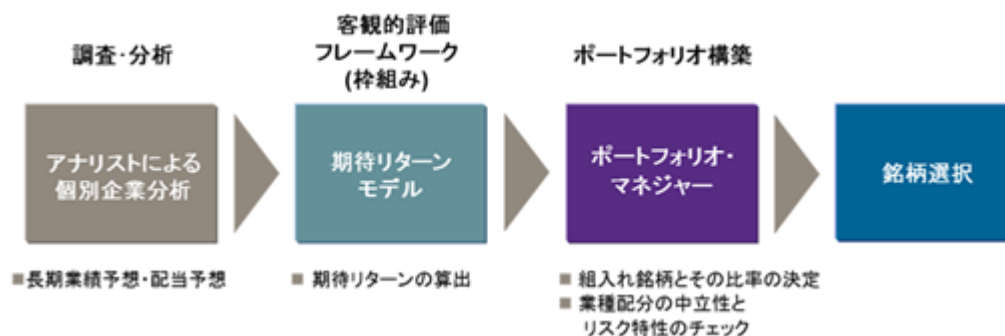 調査・分析
客観的評価
フレームワーク
(枠組み)
ポートフォリオ構築
アナリストによる
個別企業分析
期待リターン
モデル
ポートフォリオ・
マネジャー
銘柄選択
■長期業績予想・配当予想
■ 期待リターンの算出
■ 組入れ銘柄とその比率の決定
■ 業種配分の中立性と
リスク特性のチェック